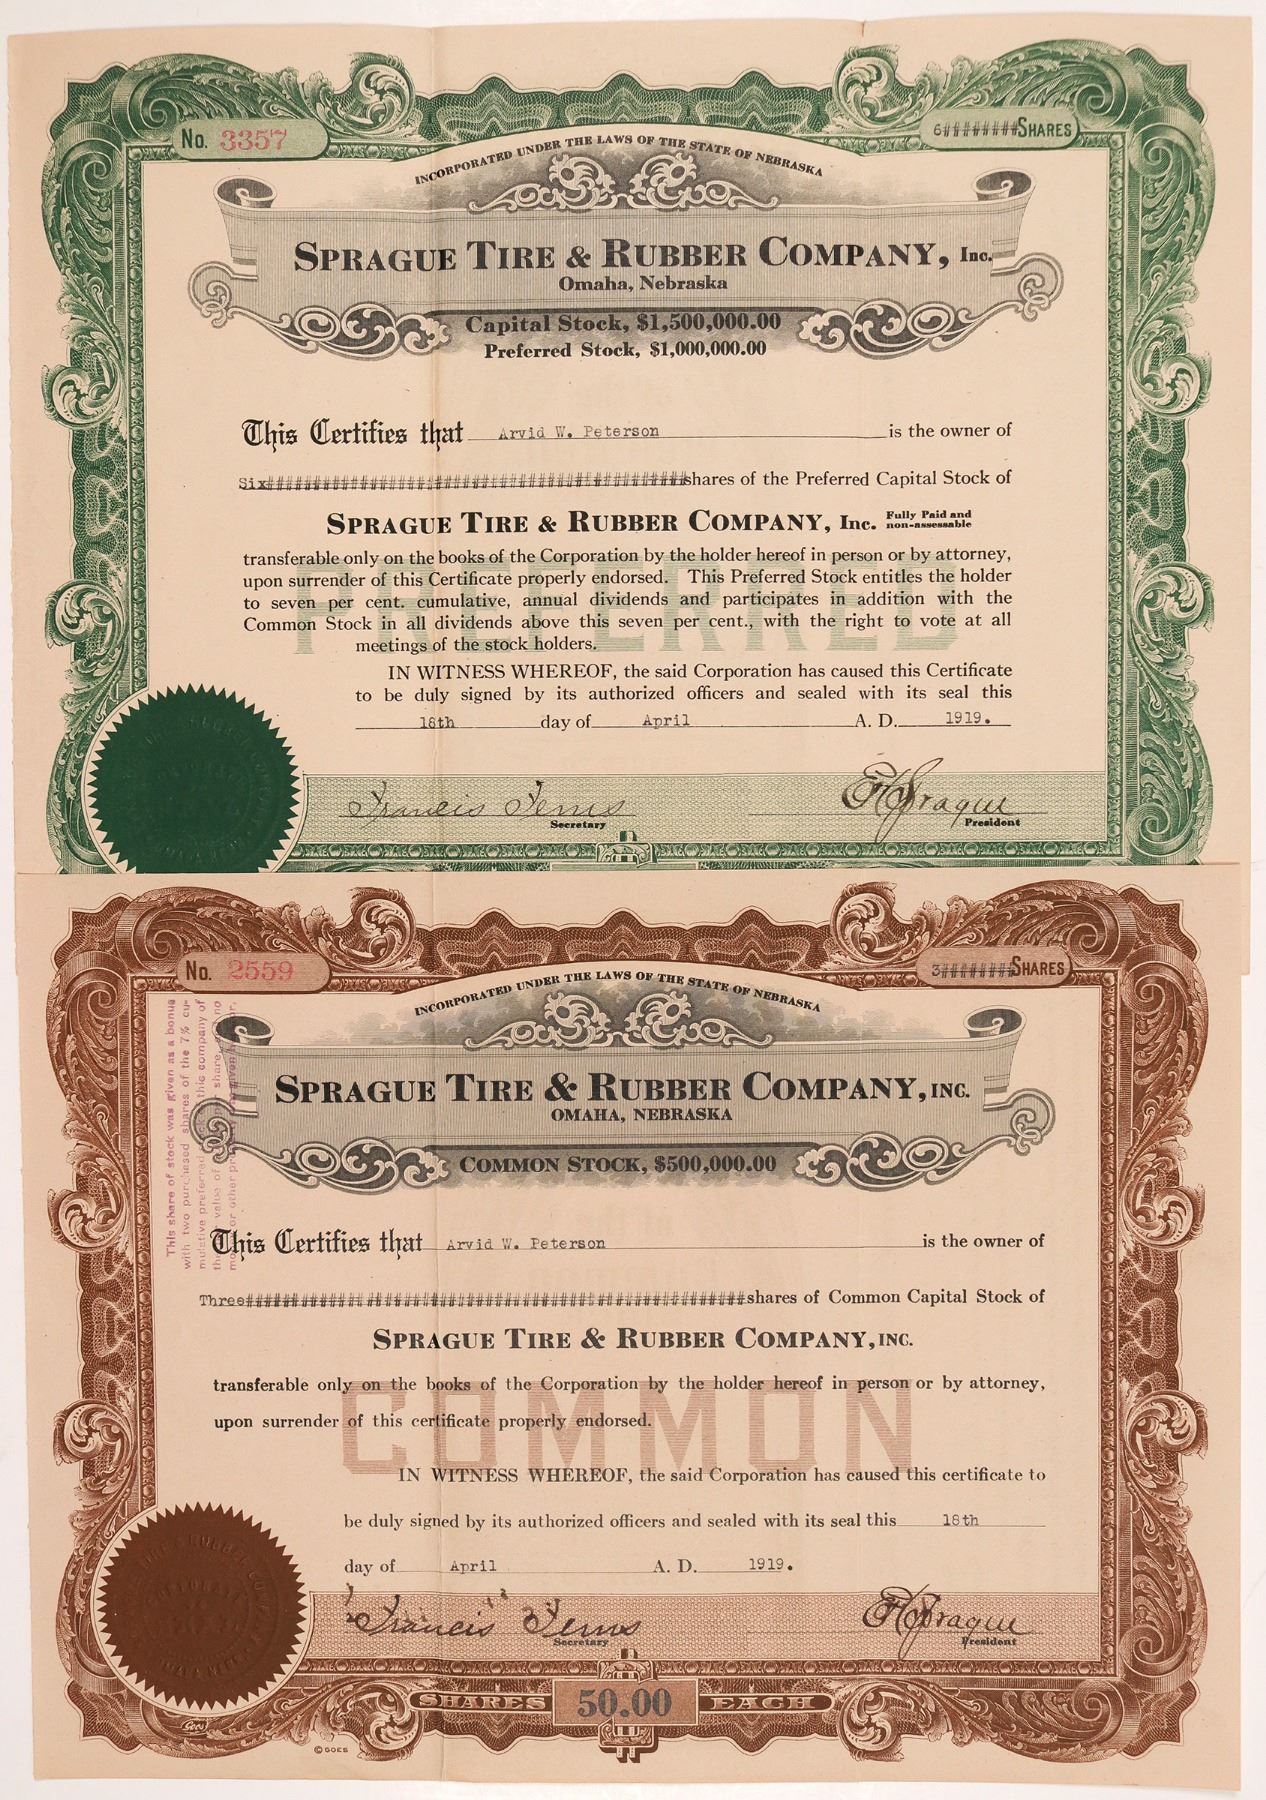 No. 3357
6########SHARES
INCORPORATED UNDER THE LAWS OF THE STATE OF NEBRASKA
SPRAGUE TIRE & RUBBER COMPANY, Inc.
Omaha, Nebraska
Capital Stock, $1,500,000.00
Preferred Stock, $1,000,000.00
This Certifies that Arvid W. Peterson is the owner of
Six shares of the Preferred Capital Stock of
SPRAGUE TIRE & RUBBER COMPANY, Inc. Fully Paid and non-assessable
PREFERRED
transferable only on the books of the Corporation by the holder hereof in person or by attorney,
upon surrender of this Certificate properly endorsed. This Preferred Stock entitles the holder
to seven per cent. cumulative, annual dividends and participates in addition with the
Common Stock in all dividends above this seven per cent., with the right to vote at all
meetings of the stock holders.
IN WITNESS WHEREOF, the said Corporation has caused this Certificate
to be duly signed by its authorized officers and sealed with its seal this
18th day of April A. D. 1919.
Francis
Secretary
Sprague
President
No. 2559
3########SHARES
This share of stock was given as a bonus
with two purchased shares of the 7% cu-
mulative preferred this company of
value of share, no
or other
INCORPORATED UNDER THE LAWS OF THE STATE OF NEBRASKA
SPRAGUE TIRE & RUBBER COMPANY, INC.
OMAHA, NEBRASKA
COMMON STOCK, $500,000.00
This Certifies that Arvid W. Peterson is the owner of
Three shares of Common Capital Stock of
SPRAGUE TIRE & RUBBER COMPANY, INC.
COMMON
transferable only on the books of the Corporation by the holder hereof in person or by attorney,
upon surrender of this certificate properly endorsed.
IN WITNESS WHEREOF, the said Corporation has caused this certificate to
be duly signed by its authorized officers and sealed with its seal this 18th
day of April A. D. 1919.
Francis
Secretary
Sprague
President
SHARES 50.00 EACH
Goes
© GOES